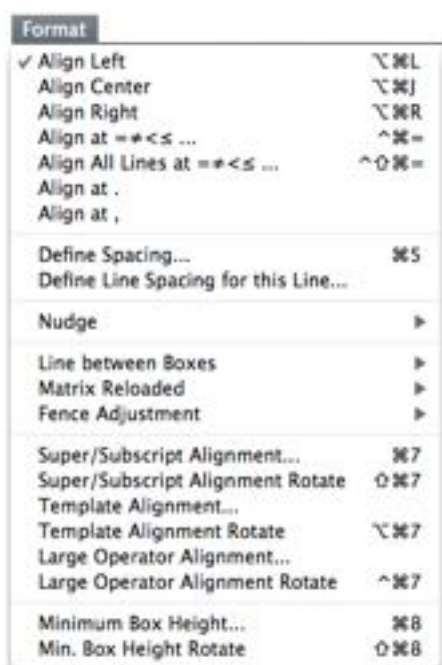 Format
✓ Align Left ⌥⌘L
Align Center ⌥⌘J
Align Right ⌥⌘R
Align at =≠<≤ ... ^⌘=
Align All Lines at =≠<≤ ... ^⇧⌘=
Align at .
Align at ,
Define Spacing... ⌘5
Define Line Spacing for this Line...
Nudge ▶
Line between Boxes ▶
Matrix Reloaded ▶
Fence Adjustment ▶
Super/Subscript Alignment... ⌘7
Super/Subscript Alignment Rotate ⇧⌘7
Template Alignment...
Template Alignment Rotate ⌥⌘7
Large Operator Alignment...
Large Operator Alignment Rotate ^⌘7
Minimum Box Height... ⌘8
Min. Box Height Rotate ⇧⌘8